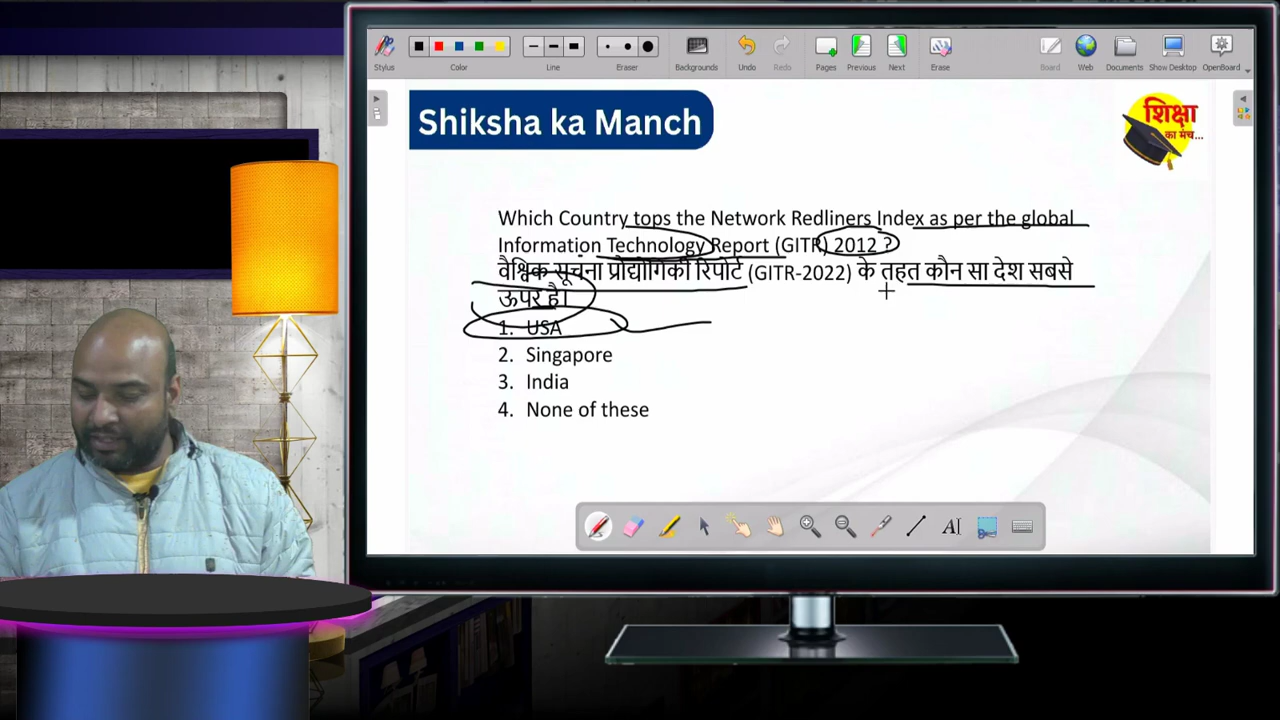 Stylus
Color
Line
Eraser
Backgrounds
Undo
Redo
Pages
Previous
Next
Erase
Board
Web
Documents
Show Desktop
OpenBoard
Shiksha ka Manch
शिक्षा
का मंच...
Which Country tops the Network Redliners Index as per the global
Information Technology Report (GITR) 2012 ?
वैश्विक सूचना प्रौद्योगिकी रिपोर्ट (GITR-2022) के तहत कौन सा देश सबसे
ऊपर है।
1. USA
2. Singapore
3. India
4. None of these
AI